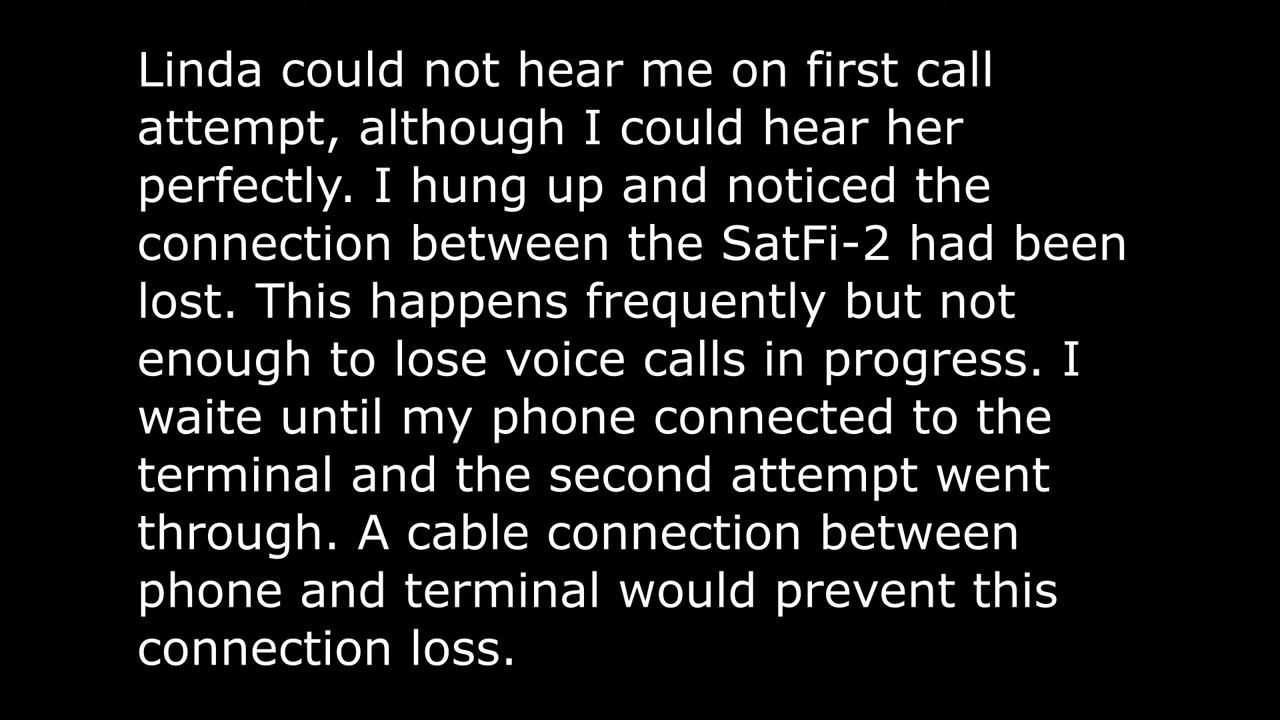 Linda could not hear me on first call
attempt, although I could hear her
perfectly. I hung up and noticed the
connection between the SatFi-2 had been
lost. This happens frequently but not
enough to lose voice calls in progress. I
waite until my phone connected to the
terminal and the second attempt went
through. A cable connection between
phone and terminal would prevent this
connection loss.